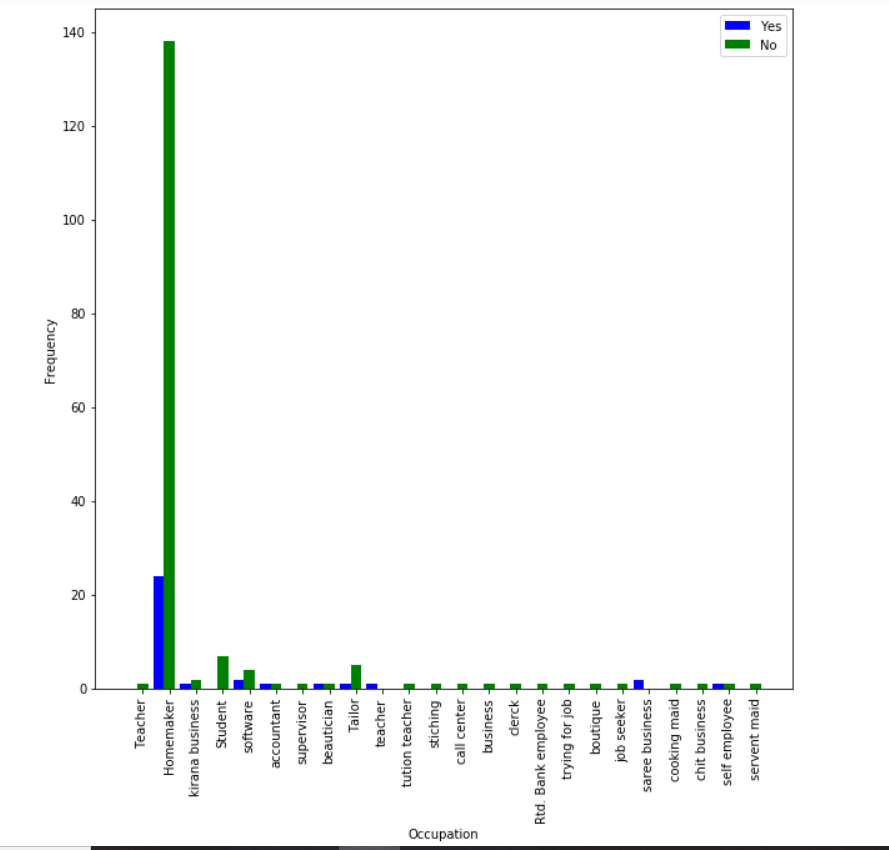 Yes
No
140
120
100
80
60
40
20
0
Frequency
Teacher
Homemaker
kirana business
Student
software
accountant
supervisor
beautician
Tailor
teacher
tution teacher
stiching
call center
business
clerck
Rtd. Bank employee
trying for job
boutique
job seeker
saree business
cooking maid
chit business
self employee
servent maid
Occupation